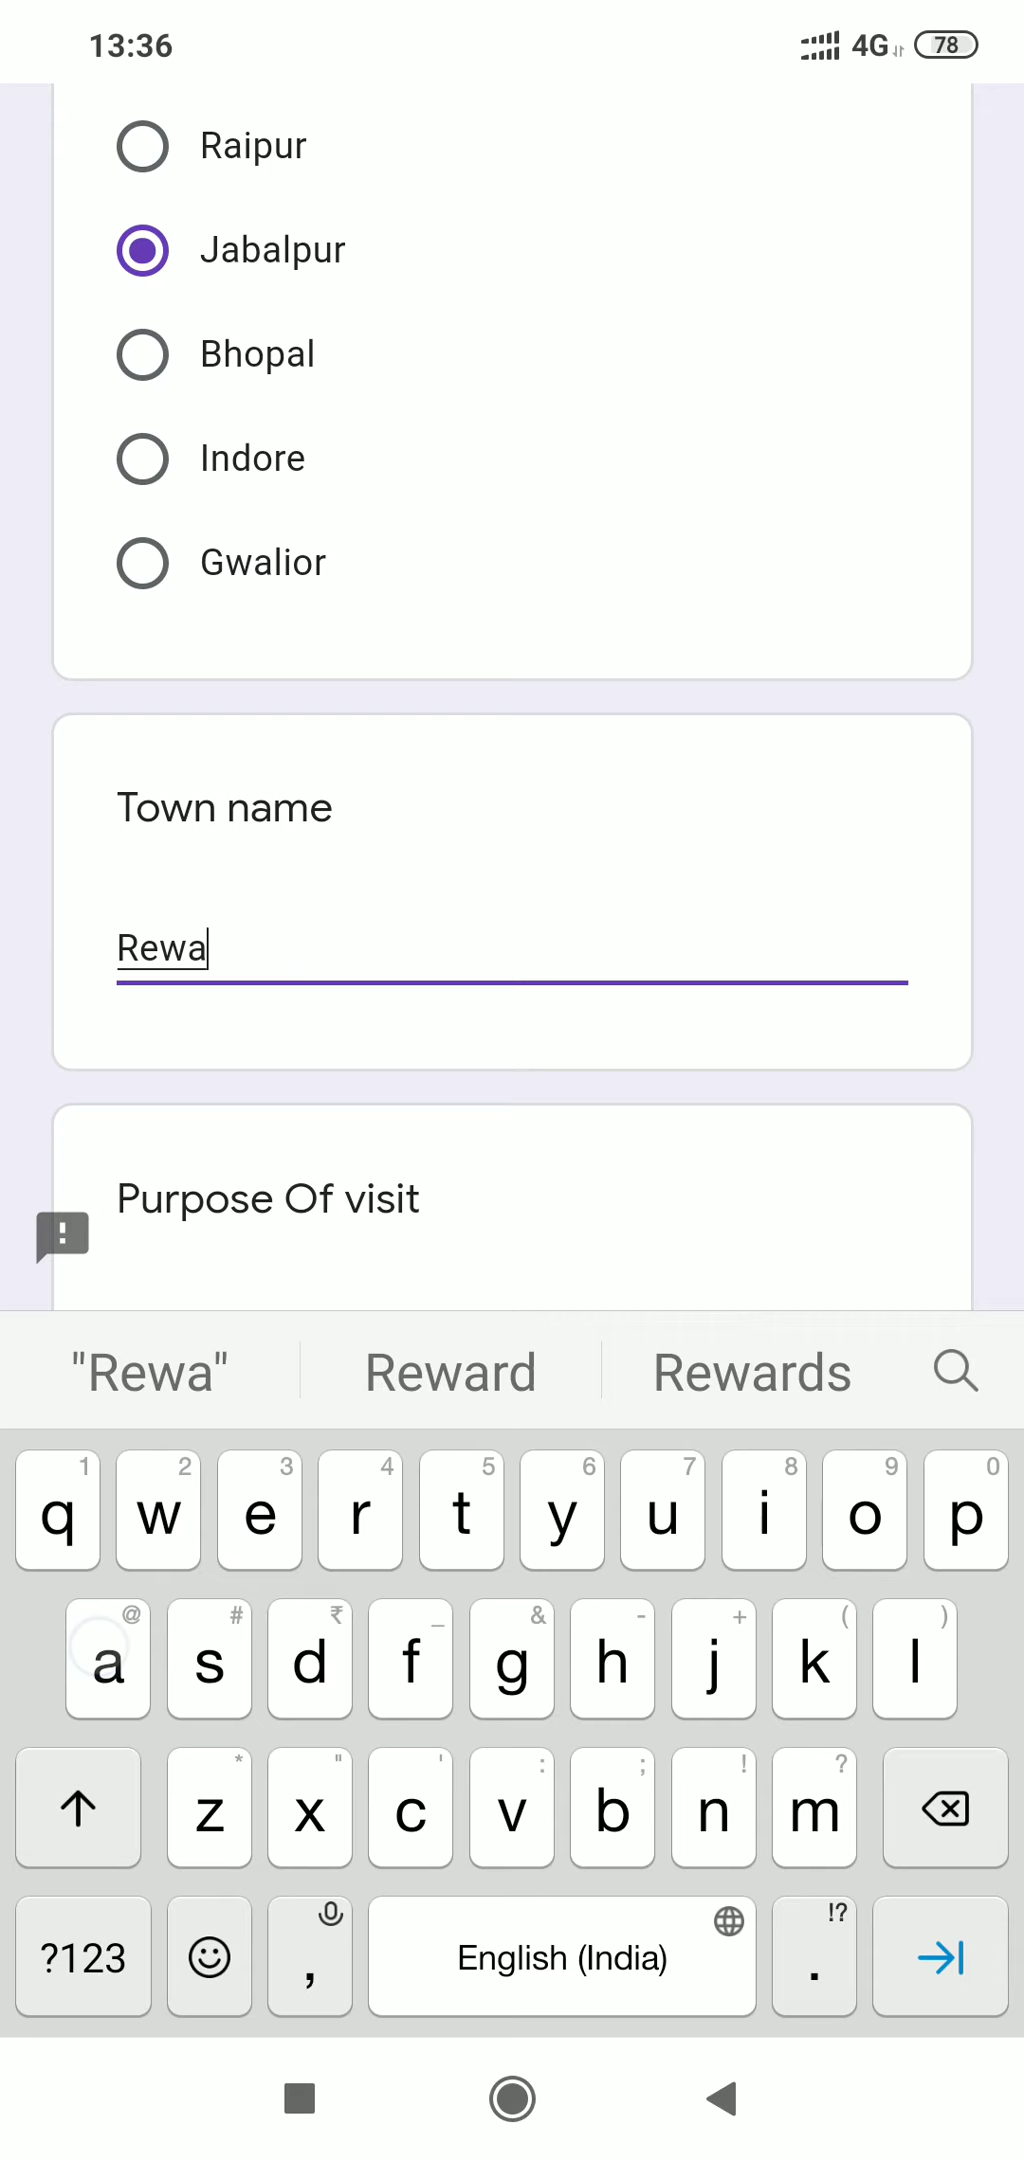 13:36
4G
78
Raipur
Jabalpur
Bhopal
Indore
Gwalior
Town name
Rewa
Purpose Of visit
!
"Rewa" Reward Rewards
1 2 3 4 5 6 7 8 9 0
q w e r t y u i o p
@ # ₹ _ & - + ( )
a s d f g h j k l
* " ' : ; ! ?
z x c v b n m
!?
?123 , English (India) .